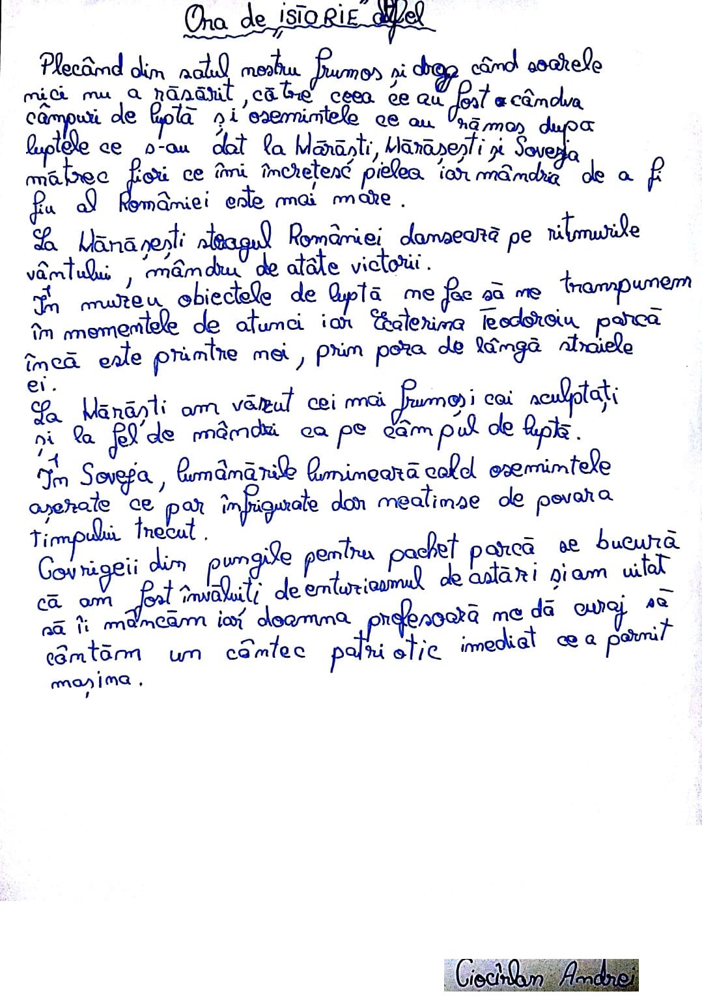 Ora de iSTORiE altfel
Plecând din satul nostru frumos și drag când soarele
nici nu a răsărit, către ceea ce au fost cândva
câmpuri de luptă și osemintele ce au rămas dupa
luptele ce s-au dat la Mărăști, Mărășești și Soveja
mătrec fiori ce îmi încrețesc pielea iar mândria de a fi
fiu al României este mai mare.
La Mărășești steagul României dansează pe ritmurile
vântului, mândru de atâte victorii.
În muzeu obiectele de luptă ne fac să ne transpunem
în momentele de atunci iar Ecaterina Teodoroiu parcă
încă este printre noi, prim poza de lângă straiele
ei.
La Mărăști am văzut cei mai frumoși cai sculptați
și la fel de mândri ca pe câmpul de luptă.
În Soveja, lumânările luminează cald osemintele
așezate ce par înfrigurate dar neatinse de povara
timpului trecut.
Covrigeii din pungile pentru pachet parcă se bucură
că am fost învăluiți de enturiasmul de astăzi și am uitat
să îi mâncăm iar doamna profesoară ne dă curaj să
cântăm un cântec patriotic imediat ce a pornit
mașina.
Ciocîrlan Andrei